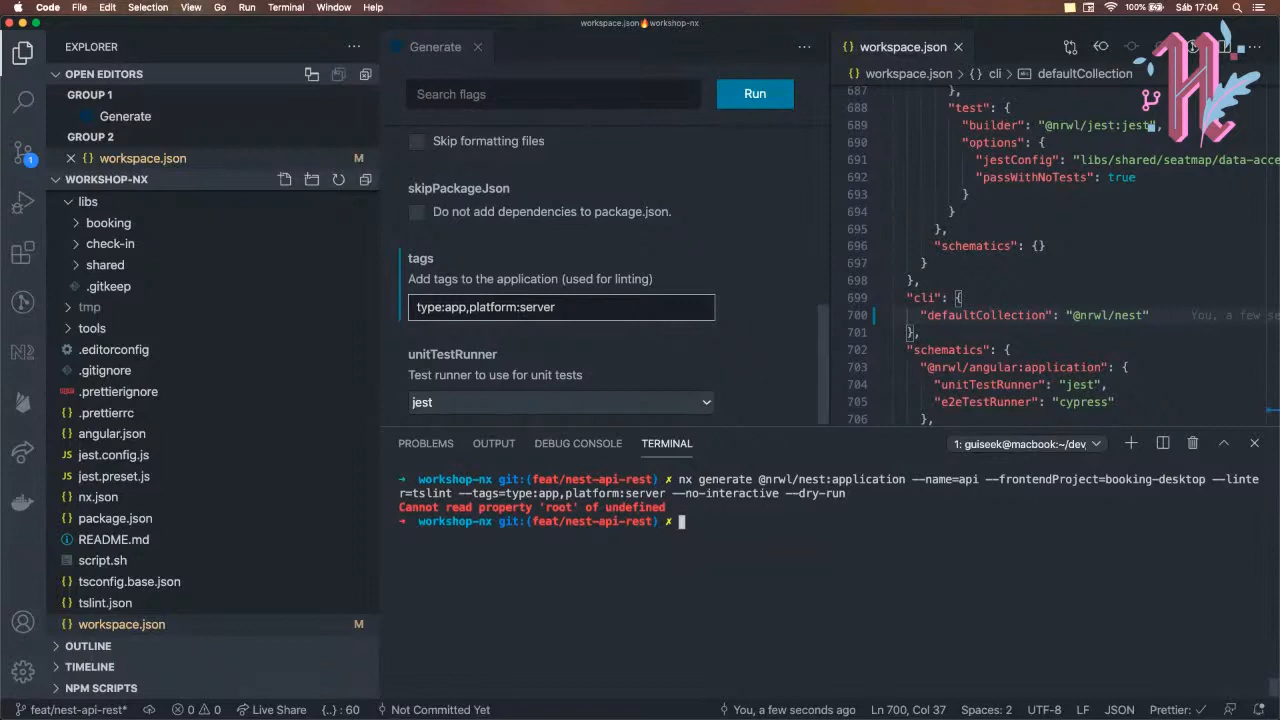 Code File Edit Selection View Go Run Terminal Window Help 100% Sáb 17:04
workspace.json🔥workshop-nx
EXPLORER
OPEN EDITORS
GROUP 1
Generate
GROUP 2
workspace.json M
WORKSHOP-NX
libs
booking
check-in
shared
.gitkeep
tmp
tools
.editorconfig
.gitignore
.prettierignore
.prettierrc
angular.json
jest.config.js
jest.preset.js
nx.json
package.json
README.md
script.sh
tsconfig.base.json
tslint.json
workspace.json M
OUTLINE
TIMELINE
NPM SCRIPTS
Generate
Search flags
Run
Skip formatting files
skipPackageJson
Do not add dependencies to package.json.
tags
Add tags to the application (used for linting)
type:app,platform:server
unitTestRunner
Test runner to use for unit tests
jest
workspace.json
workspace.json > {} cli > defaultCollection
687 },
688 "test": {
689 "builder": "@nrwl/jest:jest",
690 "options": {
691 "jestConfig": "libs/shared/seatmap/data-acce
692 "passWithNoTests": true
693 }
694 }
695 },
696 "schematics": {}
697 }
698 },
699 "cli": {
700 "defaultCollection": "@nrwl/nest" You, a few se
701 },
702 "schematics": {
703 "@nrwl/angular:application": {
704 "unitTestRunner": "jest",
705 "e2eTestRunner": "cypress"
706 },
PROBLEMS OUTPUT DEBUG CONSOLE TERMINAL 1: guiseek@macbook:~/dev
➜ workshop-nx git:(feat/nest-api-rest) ✗ nx generate @nrwl/nest:application --name=api --frontendProject=booking-desktop --linte
r=tslint --tags=type:app,platform:server --no-interactive --dry-run
Cannot read property 'root' of undefined
➜ workshop-nx git:(feat/nest-api-rest) ✗
feat/nest-api-rest* 0 0 Live Share {..} : 60 Not Committed Yet You, a few seconds ago Ln 700, Col 37 Spaces: 2 UTF-8 LF JSON Prettier: ✓